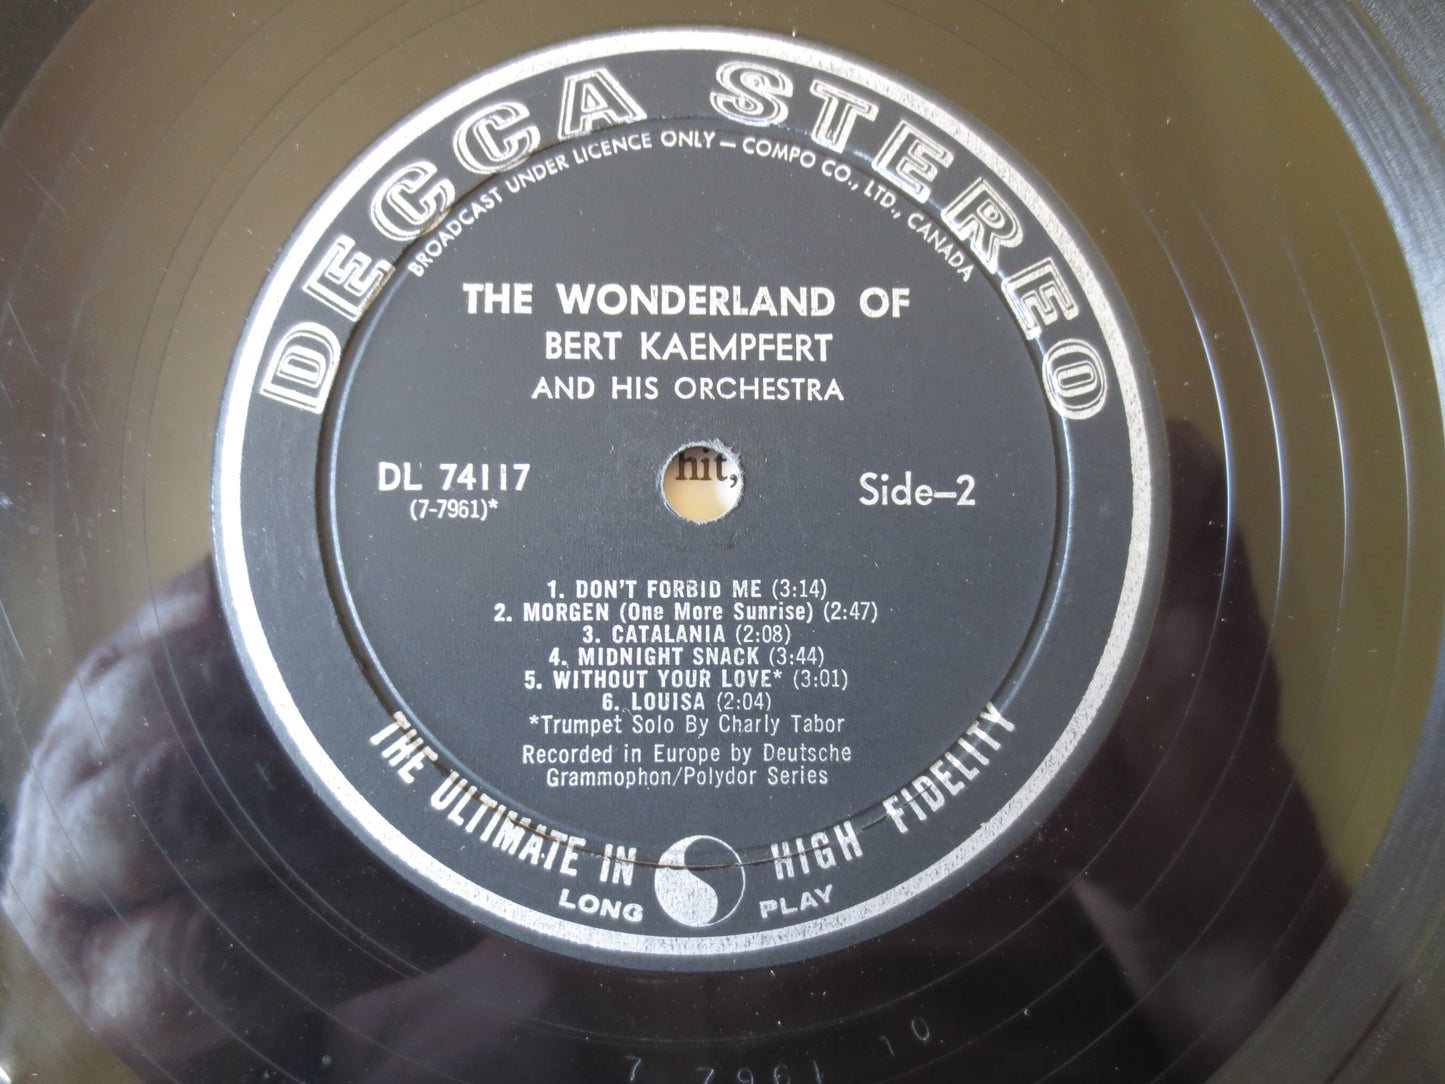 DECCA STEREO
BROADCAST UNDER LICENCE ONLY – COMPO CO., LTD., CANADA
THE WONDERLAND OF
BERT KAEMPFERT
AND HIS ORCHESTRA
hit,
DL 74117
(7-7961)*
Side–2
1. DON'T FORBID ME (3:14)
2. MORGEN (One More Sunrise) (2:47)
3. CATALANIA (2:08)
4. MIDNIGHT SNACK (3:44)
5. WITHOUT YOUR LOVE* (3:01)
6. LOUISA (2:04)
*Trumpet Solo By Charly Tabor
Recorded in Europe by Deutsche
Grammophon/Polydor Series
THE ULTIMATE IN HIGH FIDELITY
LONG PLAY
7 7961 10